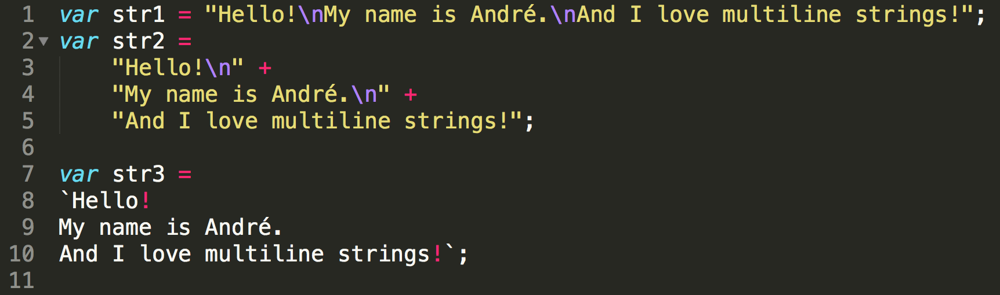 1 var str1 = "Hello!\nMy name is André.\nAnd I love multiline strings!";
2 var str2 =
3     "Hello!\n" +
4     "My name is André.\n" +
5     "And I love multiline strings!";
6
7 var str3 =
8 `Hello!
9 My name is André.
10 And I love multiline strings!`;
11